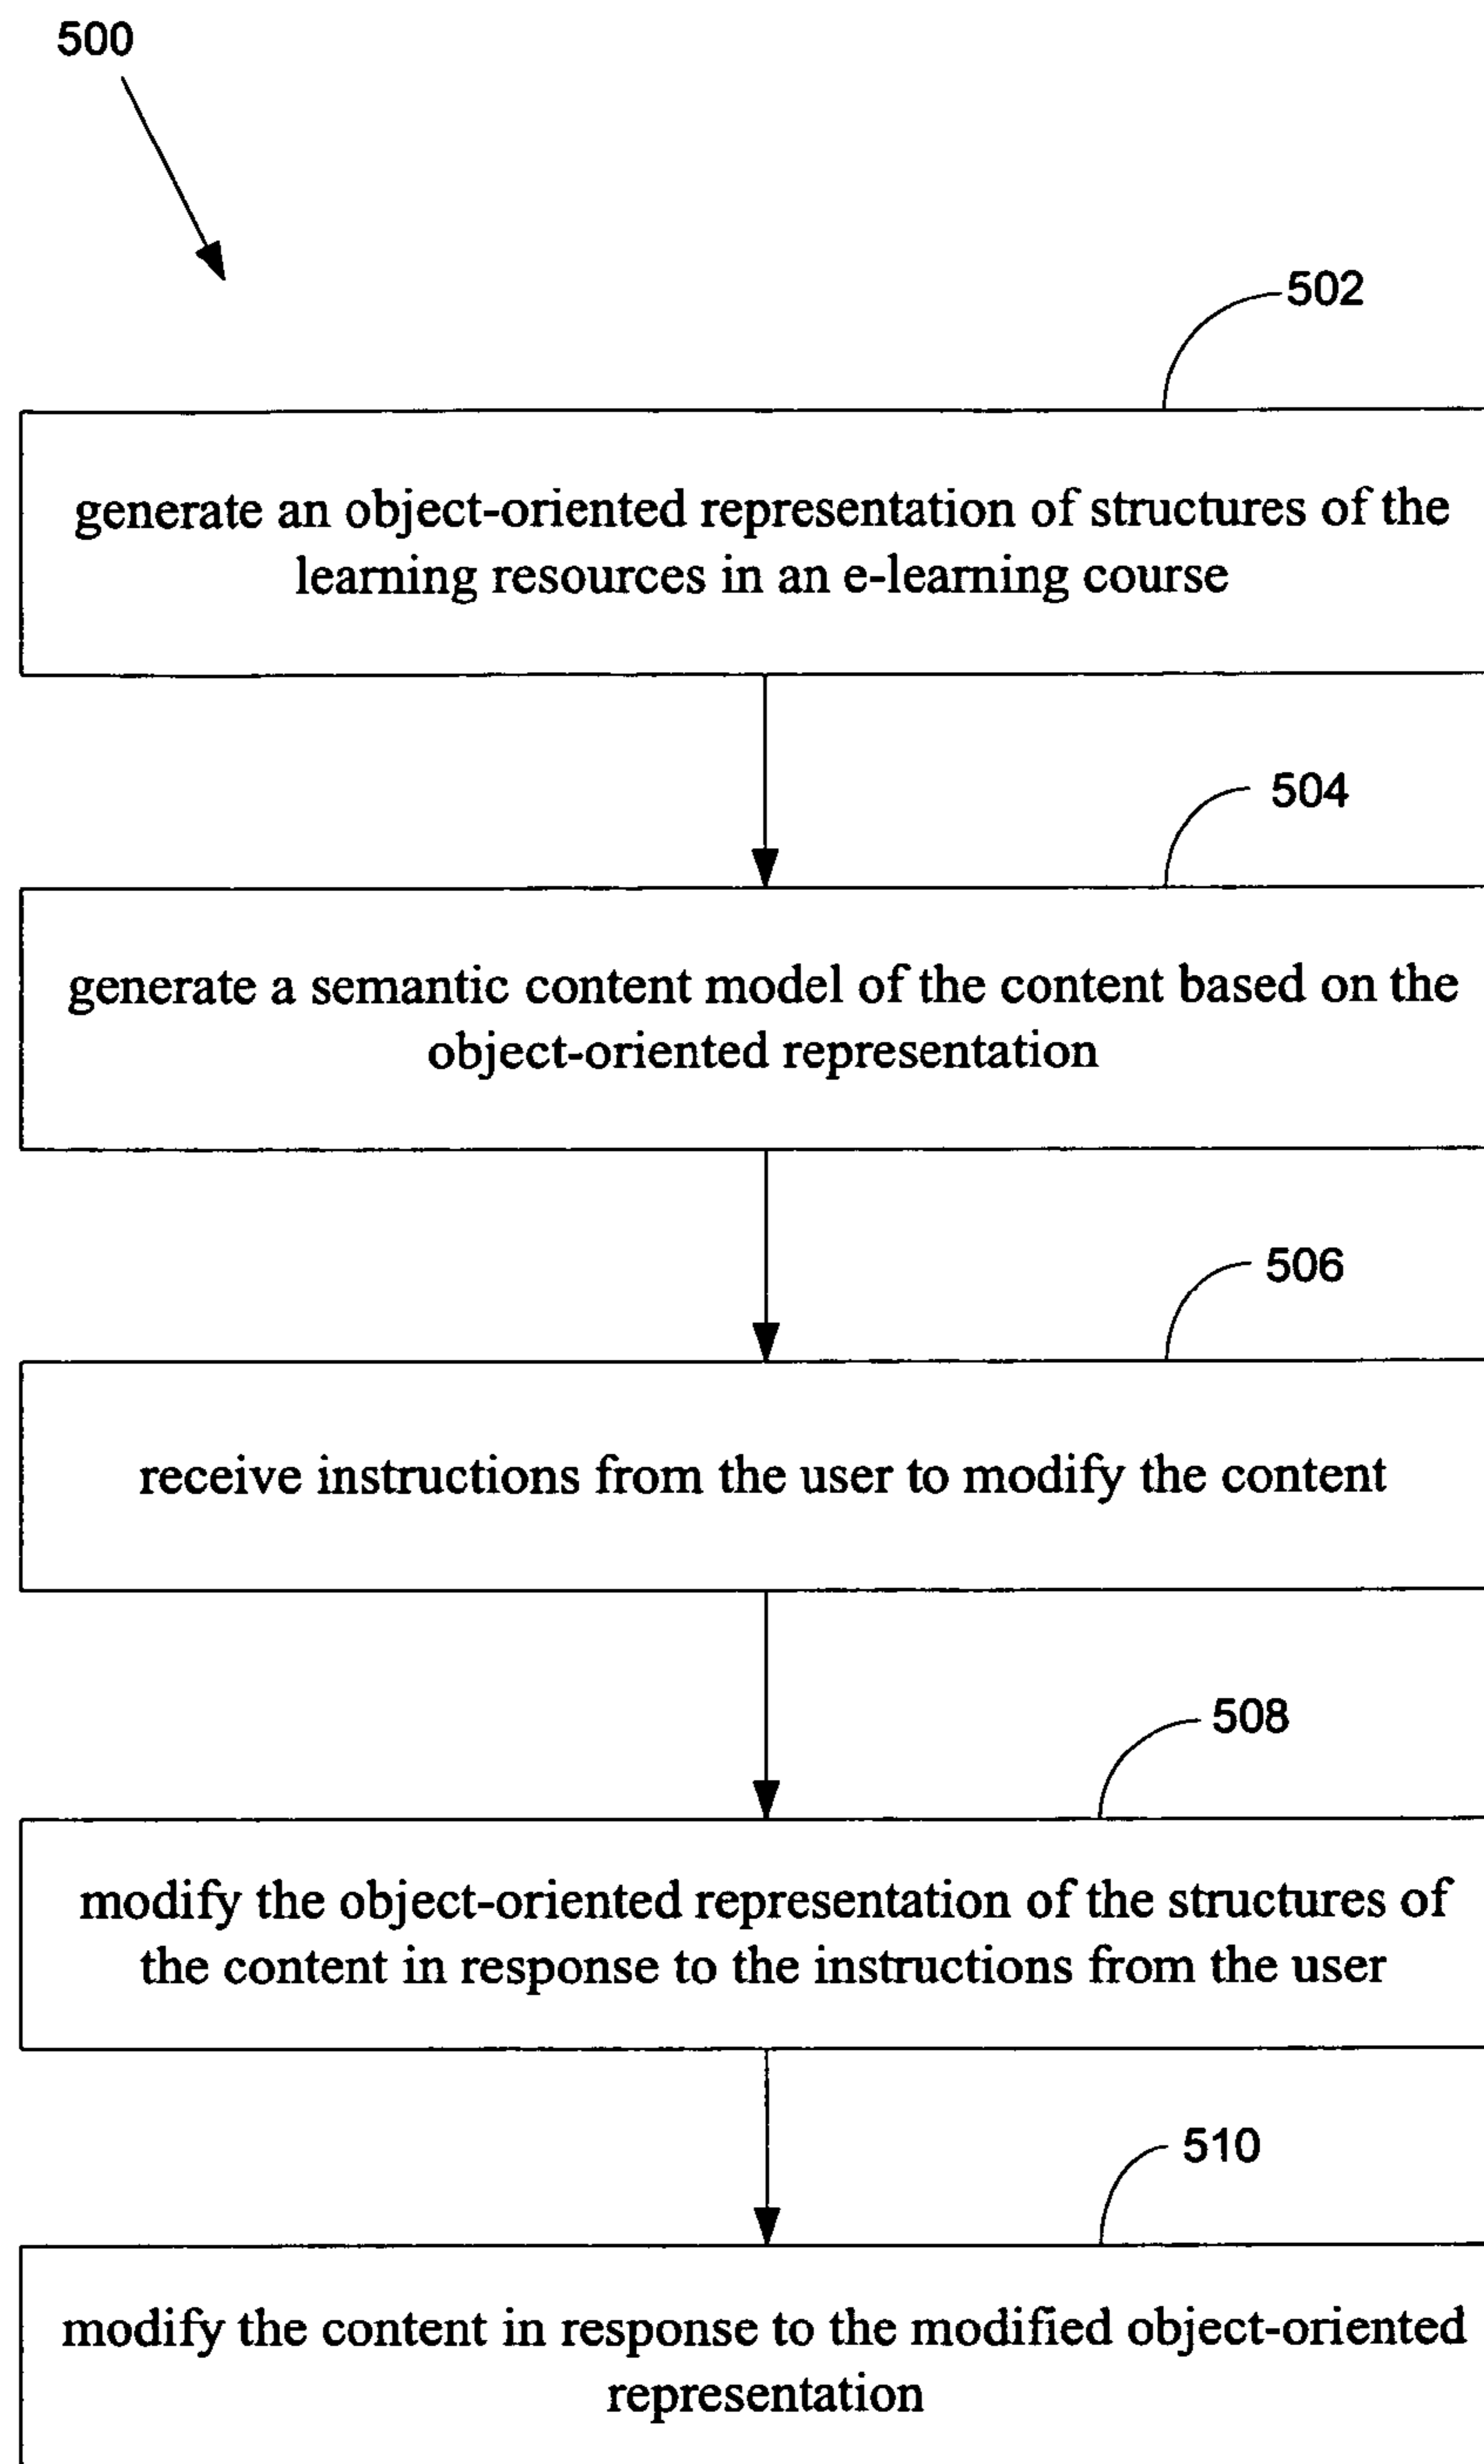 500
502
generate an object-oriented representation of structures of the
learning resources in an e-learning course
504
generate a semantic content model of the content based on the
object-oriented representation
506
receive instructions from the user to modify the content
508
modify the object-oriented representation of the structures of
the content in response to the instructions from the user
510
modify the content in response to the modified object-oriented
representation